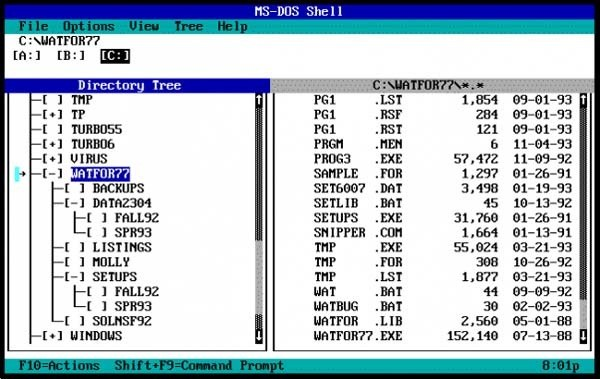 MS-DOS Shell
File Options View Tree Help
C:\WATFOR77
[A:] [B:] [C:]
Directory Tree
[ ] TMP
[+] TP
[ ] TURBO55
[+] TURBO6
[+] VIRUS
[-] WATFOR77
[ ] BACKUPS
[-] DATA2304
[ ] FALL92
[ ] SPR93
[ ] LISTINGS
[ ] MOLLY
[-] SETUPS
[ ] FALL92
[ ] SPR93
[ ] SOLNSF92
[+] WINDOWS
C:\WATFOR77\*.*
PG1 .LST 1,854 09-01-93
PG1 .RSF 284 09-01-93
PG1 .RST 121 09-01-93
PRGM .MEN 6 11-04-93
PROG3 .EXE 57,472 11-09-92
SAMPLE .FOR 1,297 01-26-91
SET6007 .DAT 3,498 01-19-93
SETLIB .BAT 45 10-13-92
SETUPS .EXE 31,760 01-26-91
SNIPPER .COM 1,664 01-13-91
TMP .EXE 55,024 03-21-93
TMP .FOR 308 10-26-92
TMP .LST 1,877 03-21-93
WAT .BAT 44 09-09-92
WATBUG .BAT 30 02-02-93
WATFOR .LIB 2,560 05-01-88
WATFOR77.EXE 152,140 07-13-88
F10=Actions Shift+F9=Command Prompt 8:01p